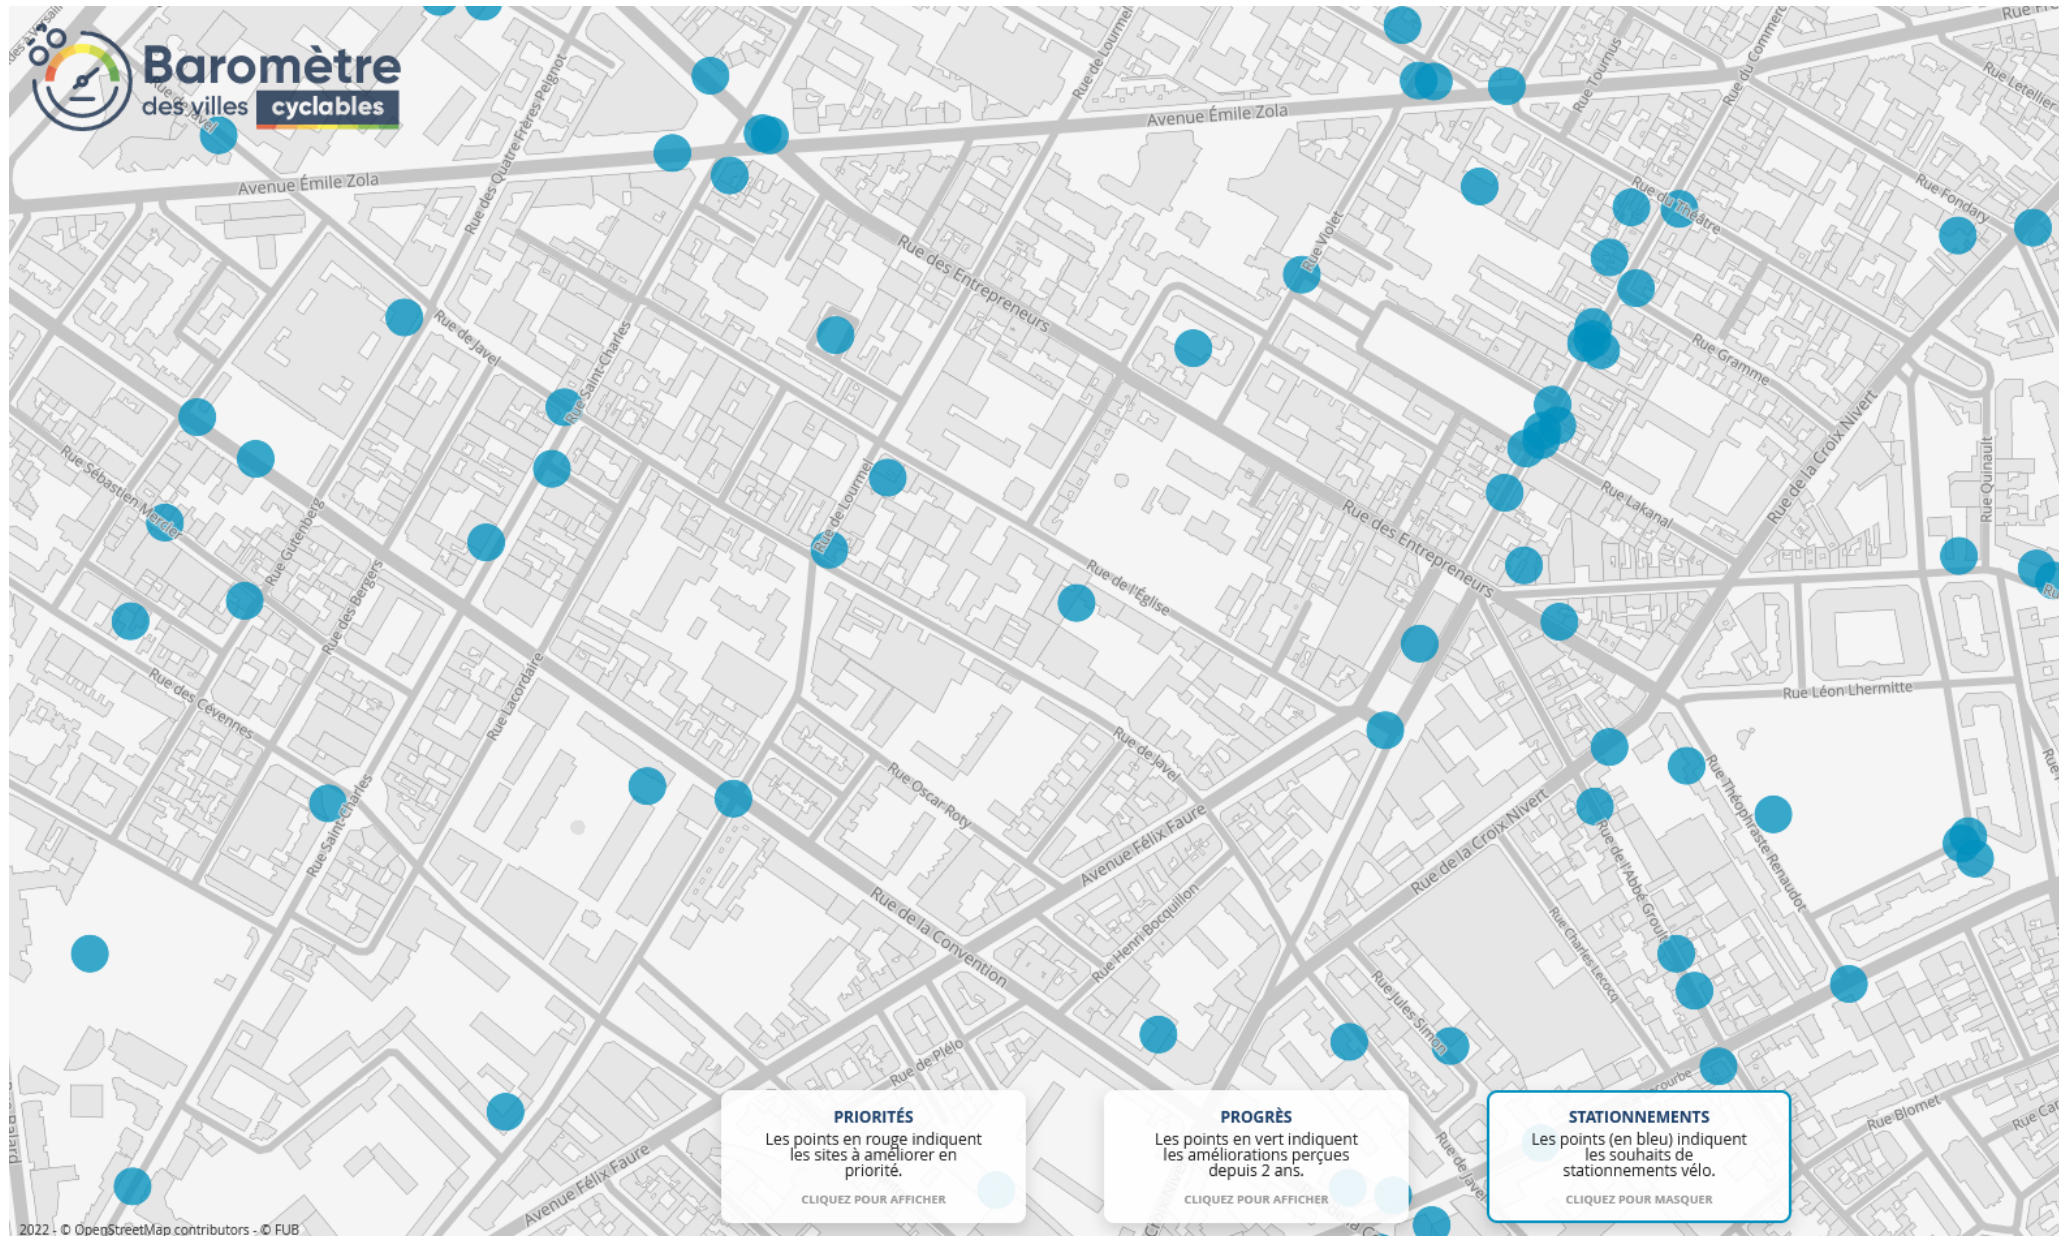 Baromètre
des villes cyclables
Rue de Javel
Avenue Émile Zola
Rue des Quatre Frères Peignot
Rue de Lourmel
Avenue Émile Zola
Rue Tournus
Rue du Commerce
Rue Letellier
Rue Fondary
Rue du Théâtre
Rue Violet
Rue des Entrepreneurs
Rue de Javel
Rue Saint-Charles
Rue Gramme
Rue de la Croix Nivert
Rue Quinault
Rue Sébastien Mercier
Rue Gutenberg
Rue des Bergers
Rue de Lourmel
Rue Lakanal
Rue des Entrepreneurs
Rue de l'Église
Rue des Cévennes
Rue Lacordaire
Rue Léon Lhermitte
Rue Saint-Charles
Rue de Javel
Rue Oscar Roty
Avenue Félix Faure
Rue de la Croix Nivert
Rue Théophraste Renaudot
Rue de l'Abbé Groult
Rue Charles Lecocq
Rue de la Convention
Rue Henri Bocquillon
Rue Jules Simon
Rue de Plélo
Rue Blomet
Rue de Javel
Avenue Félix Faure
PRIORITÉS
Les points en rouge indiquent
les sites à améliorer en
priorité.
CLIQUEZ POUR AFFICHER
PROGRÈS
Les points en vert indiquent
les améliorations perçues
depuis 2 ans.
CLIQUEZ POUR AFFICHER
STATIONNEMENTS
Les points (en bleu) indiquent
les souhaits de
stationnements vélo.
CLIQUEZ POUR MASQUER
2022 - © OpenStreetMap contributors - © FUB